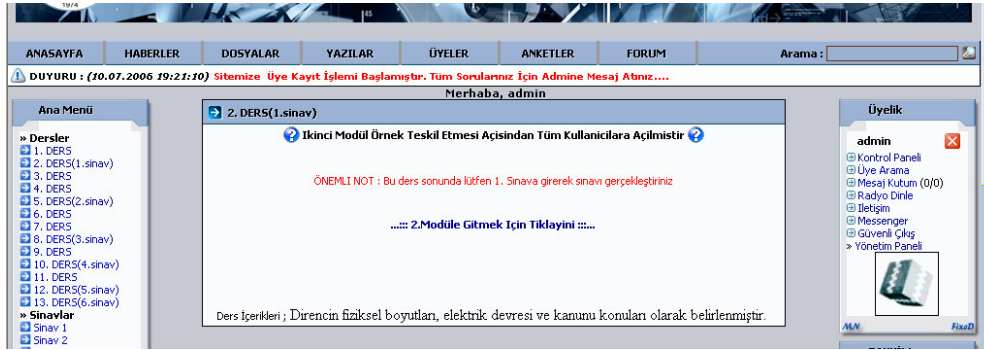 1974
145
ANASAYFA HABERLER DOSYALAR YAZILAR ÜYELER ANKETLER FORUM Arama :
DUYURU : (10.07.2006 19:21:10) Sitemize Üye Kayıt İşlemi Başlamıştır. Tüm Sorularınız İçin Admine Mesaj Atınız....
Merhaba, admin
Ana Menü
» Dersler
1. DERS
2. DERS(1.sinav)
3. DERS
4. DERS
5. DERS(2.sinav)
6. DERS
7. DERS
8. DERS(3.sinav)
9. DERS
10. DERS(4.sinav)
11. DERS
12. DERS(5.sinav)
13. DERS(6.sinav)
» Sinavlar
Sinav 1
Sinav 2
2. DERS(1.sinav)
Ikinci Modül Örnek Teskil Etmesi Açisindan Tüm Kullanicilara Açilmistir
ÖNEMLI NOT : Bu ders sonunda lütfen 1. Sınava girerek sınavı gerçekleştiriniz
...::: 2.Modüle Gitmek Için Tiklayini :::...
Ders İçerikleri ; Direncin fiziksel boyutları, elektrik devresi ve kanunu konuları olarak belirlenmiştir.
Üyelik
admin
Kontrol Paneli
Üye Arama
Mesaj Kutum (0/0)
Radyo Dinle
Iletişim
Messenger
Güvenli Çıkış
» Yönetim Paneli
FixeD